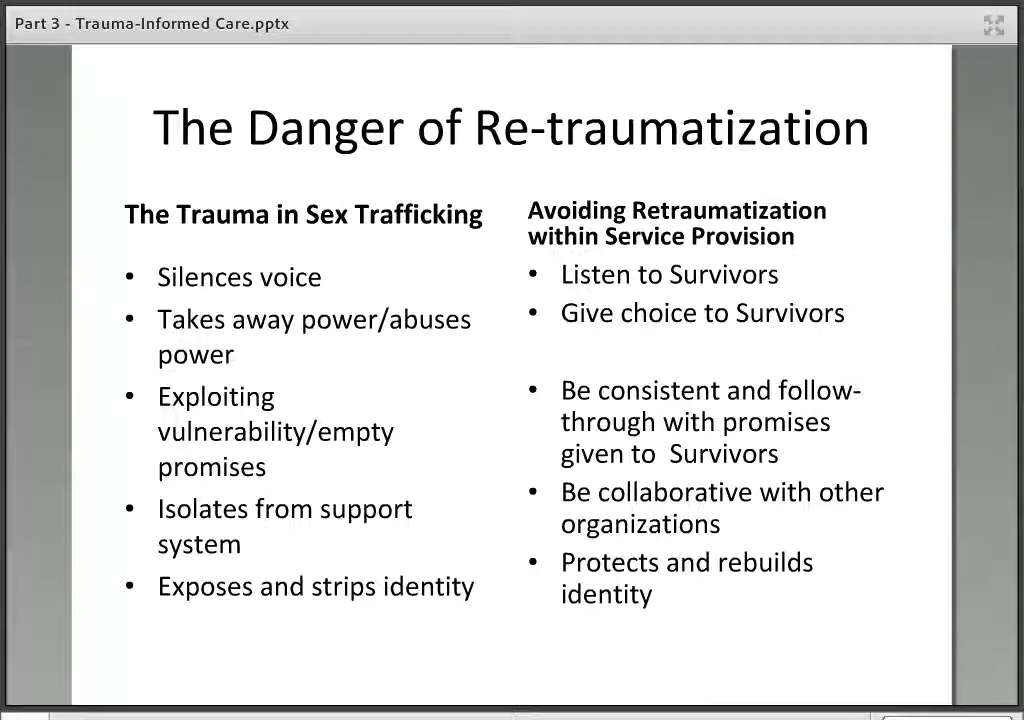 Part 3 - Trauma-Informed Care.pptx
The Danger of Re-traumatization
The Trauma in Sex Trafficking
• Silences voice
• Takes away power/abuses
power
• Exploiting
vulnerability/empty
promises
• Isolates from support
system
• Exposes and strips identity
Avoiding Retraumatization
within Service Provision
• Listen to Survivors
• Give choice to Survivors
• Be consistent and follow-
through with promises
given to  Survivors
• Be collaborative with other
organizations
• Protects and rebuilds
identity